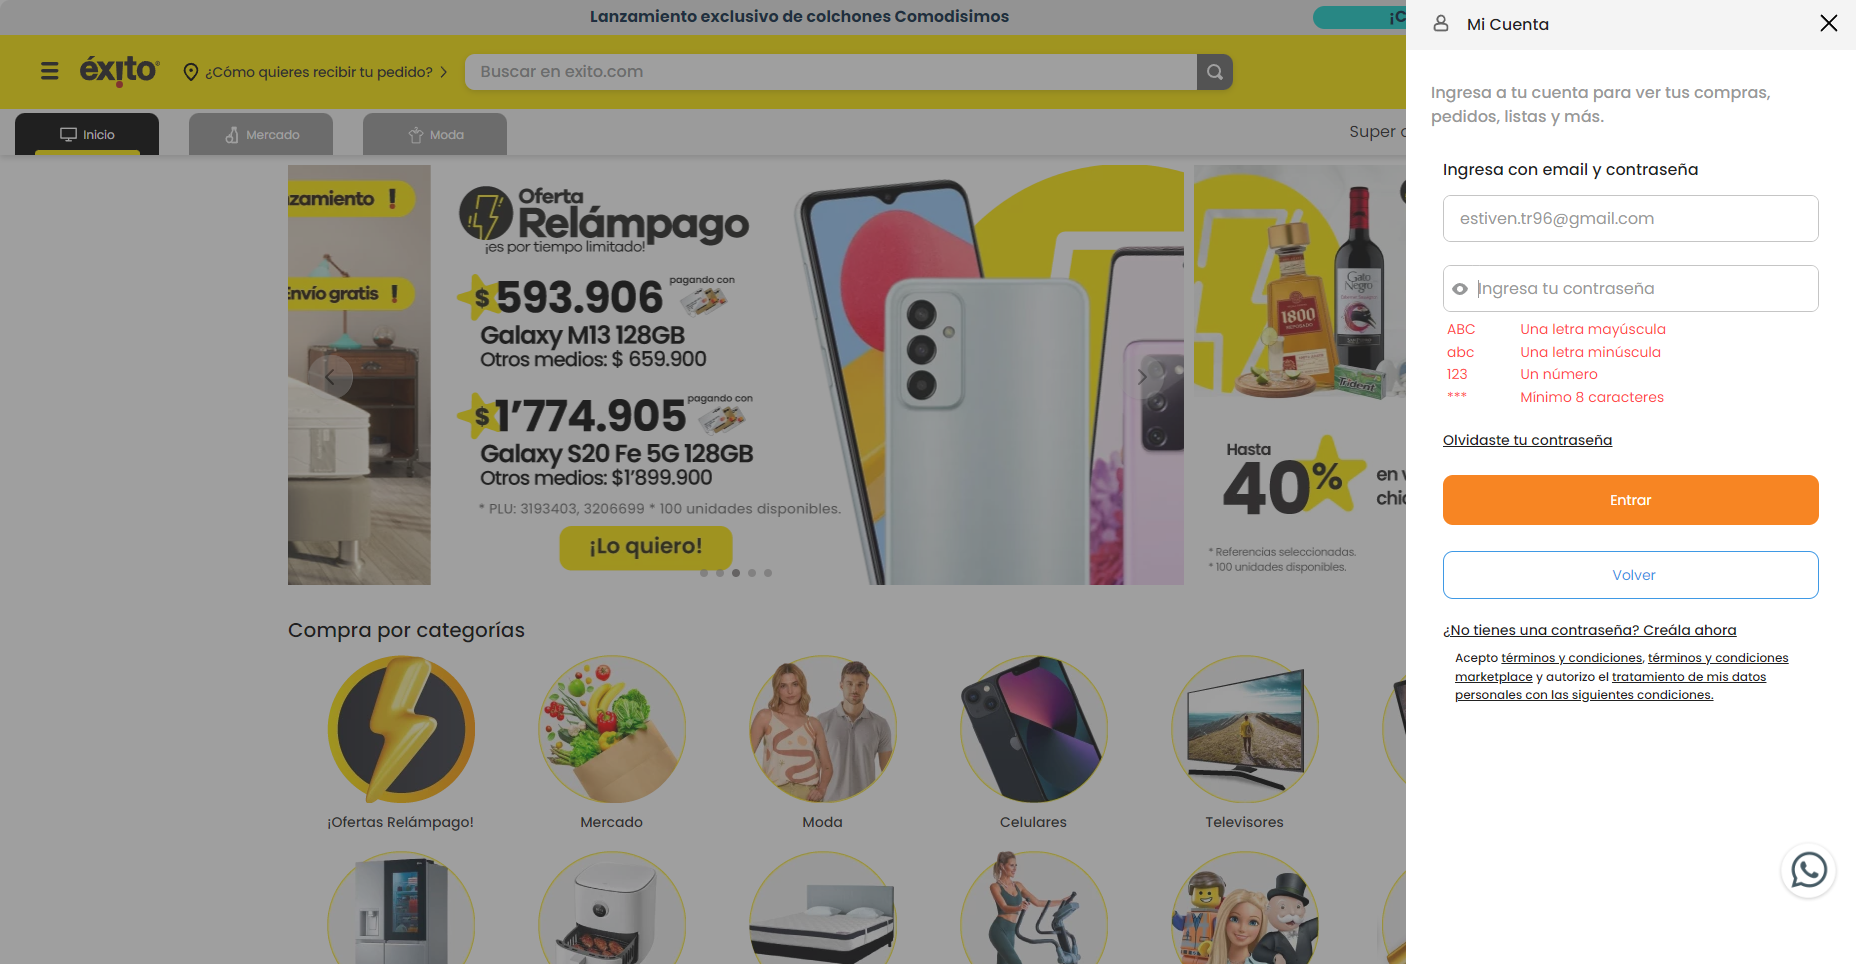 Lanzamiento exclusivo de colchones Comodisimos
éxito
¿Cómo quieres recibir tu pedido?
Buscar en exito.com
Inicio
Mercado
Moda
Super
zamiento !
Envío gratis !
Oferta
Relámpago
¡es por tiempo limitado!
$593.906 pagando con
Galaxy M13 128GB
Otros medios: $ 659.900
$1'774.905 pagando con
Galaxy S20 Fe 5G 128GB
Otros medios: $1'899.900
* PLU: 3193403, 3206699 * 100 unidades disponibles.
¡Lo quiero!
1800
Gato
Negro
Trident
Hasta
40%
en
* Referencias seleccionadas.
* 100 unidades disponibles.
Compra por categorías
¡Ofertas Relámpago!
Mercado
Moda
Celulares
Televisores
Mi Cuenta
Ingresa a tu cuenta para ver tus compras,
pedidos, listas y más.
Ingresa con email y contraseña
estiven.tr96@gmail.com
Ingresa tu contraseña
ABC Una letra mayúscula
abc Una letra minúscula
123 Un número
*** Mínimo 8 caracteres
Olvidaste tu contraseña
Entrar
Volver
¿No tienes una contraseña? Creála ahora
Acepto términos y condiciones, términos y condiciones
marketplace y autorizo el tratamiento de mis datos
personales con las siguientes condiciones.